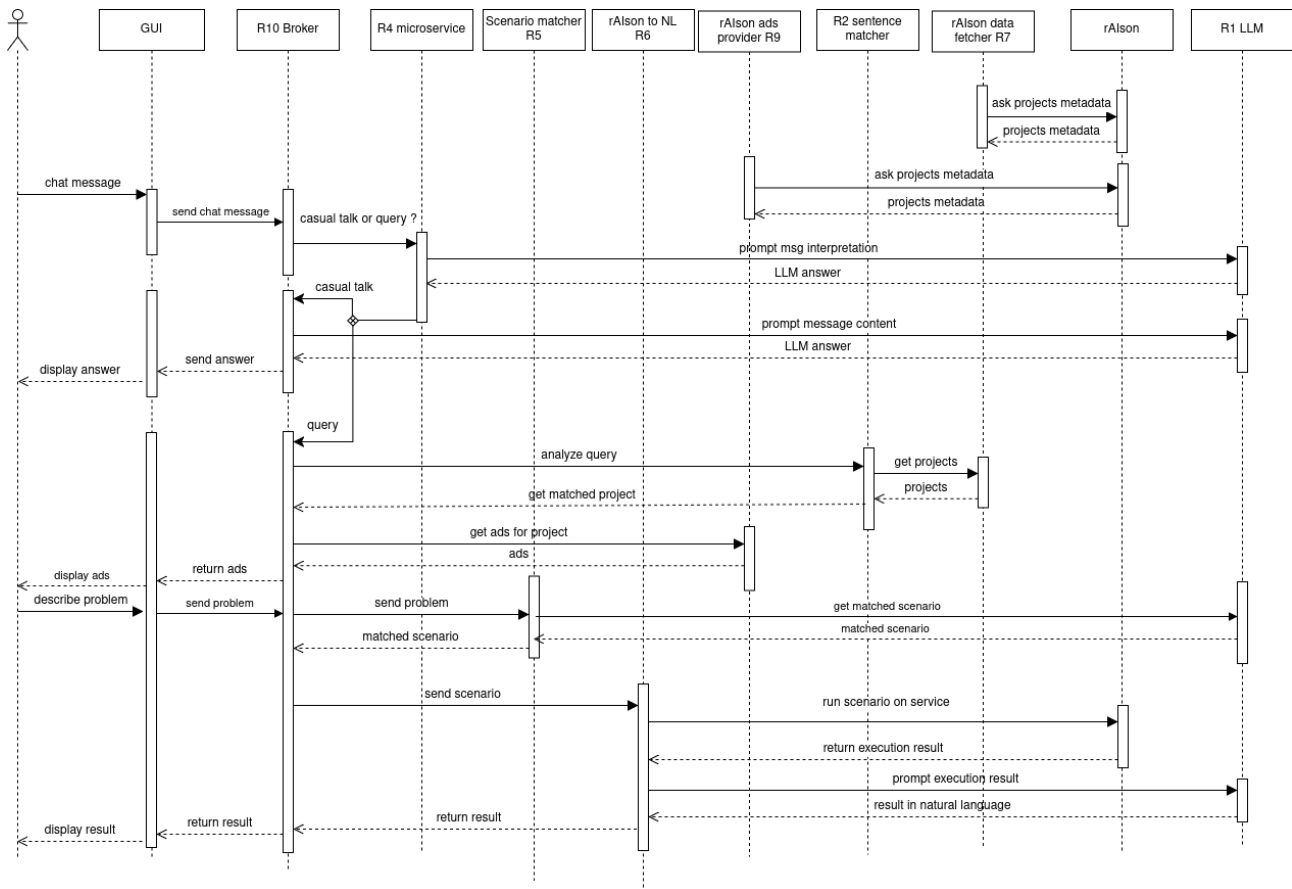 GUI
R10 Broker
R4 microservice
Scenario matcher
R5
rAIson to NL
R6
rAIson ads
provider R9
R2 sentence
matcher
rAIson data
fetcher R7
rAIson
R1 LLM
ask projects metadata
projects metadata
chat message
ask projects metadata
projects metadata
send chat message
casual talk or query ?
prompt msg interpretation
LLM answer
casual talk
prompt message content
LLM answer
send answer
display answer
query
analyze query
get projects
projects
get matched project
get ads for project
ads
return ads
display ads
describe problem
send problem
send problem
get matched scenario
matched scenario
matched scenario
send scenario
run scenario on service
return execution result
prompt execution result
result in natural language
return result
return result
display result